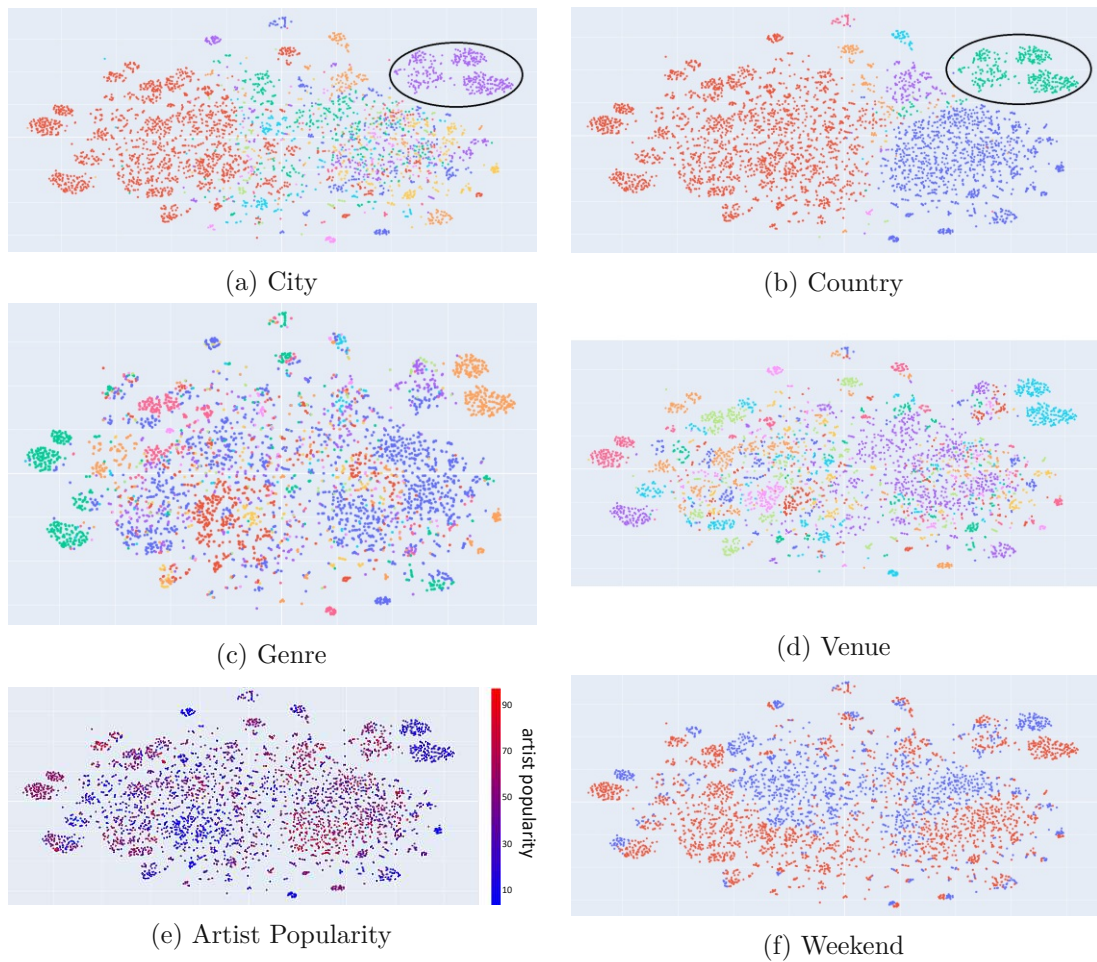 (a) City
(b) Country
(c) Genre
(d) Venue
90
70
50
30
10
artist popularity
(e) Artist Popularity
(f) Weekend